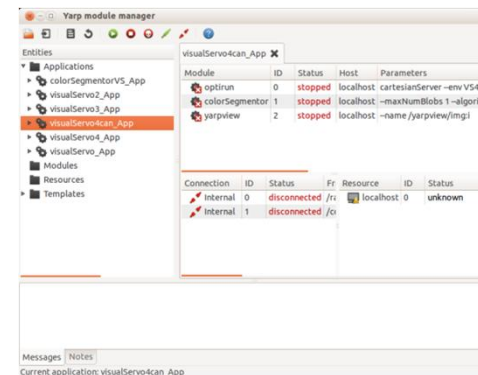 Yarp module manager
Entities
Applications
colorSegmentorVS_App
visualServo2_App
visualServo3_App
visualServo4can_App
visualServo4_App
visualServo_App
Modules
Resources
Templates
visualServo4can_App
Module ID Status Host Parameters
optirun 0 stopped localhost cartesianServer --env VS4
colorSegmentor 1 stopped localhost --maxNumBlobs 1 --algori
yarpview 2 stopped localhost --name /yarpview/img:i
Connection ID Status Fr
Internal 0 disconnected
Internal 1 disconnected
Resource ID Status
localhost 0 unknown
Messages Notes
Current application: visualServo4can_App